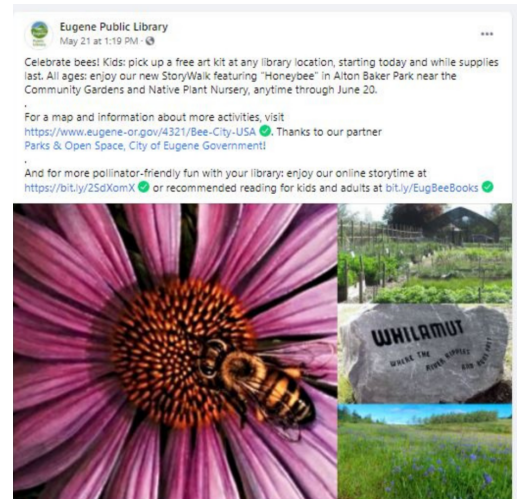 Eugene Public Library
May 21 at 1:19 PM ·
Celebrate bees! Kids: pick up a free art kit at any library location, starting today and while supplies
last. All ages: enjoy our new StoryWalk featuring "Honeybee" in Alton Baker Park near the
Community Gardens and Native Plant Nursery, anytime through June 20.
.
For a map and information about more activities, visit
https://www.eugene-or.gov/4321/Bee-City-USA. Thanks to our partner
Parks & Open Space, City of Eugene Government!
.
And for more pollinator-friendly fun with your library: enjoy our online storytime at
https://bit.ly/2SdXomX or recommended reading for kids and adults at bit.ly/EugBeeBooks
WHILAMUT
WHERE THE
RIVER RIPPLES
AND RUNS FAST